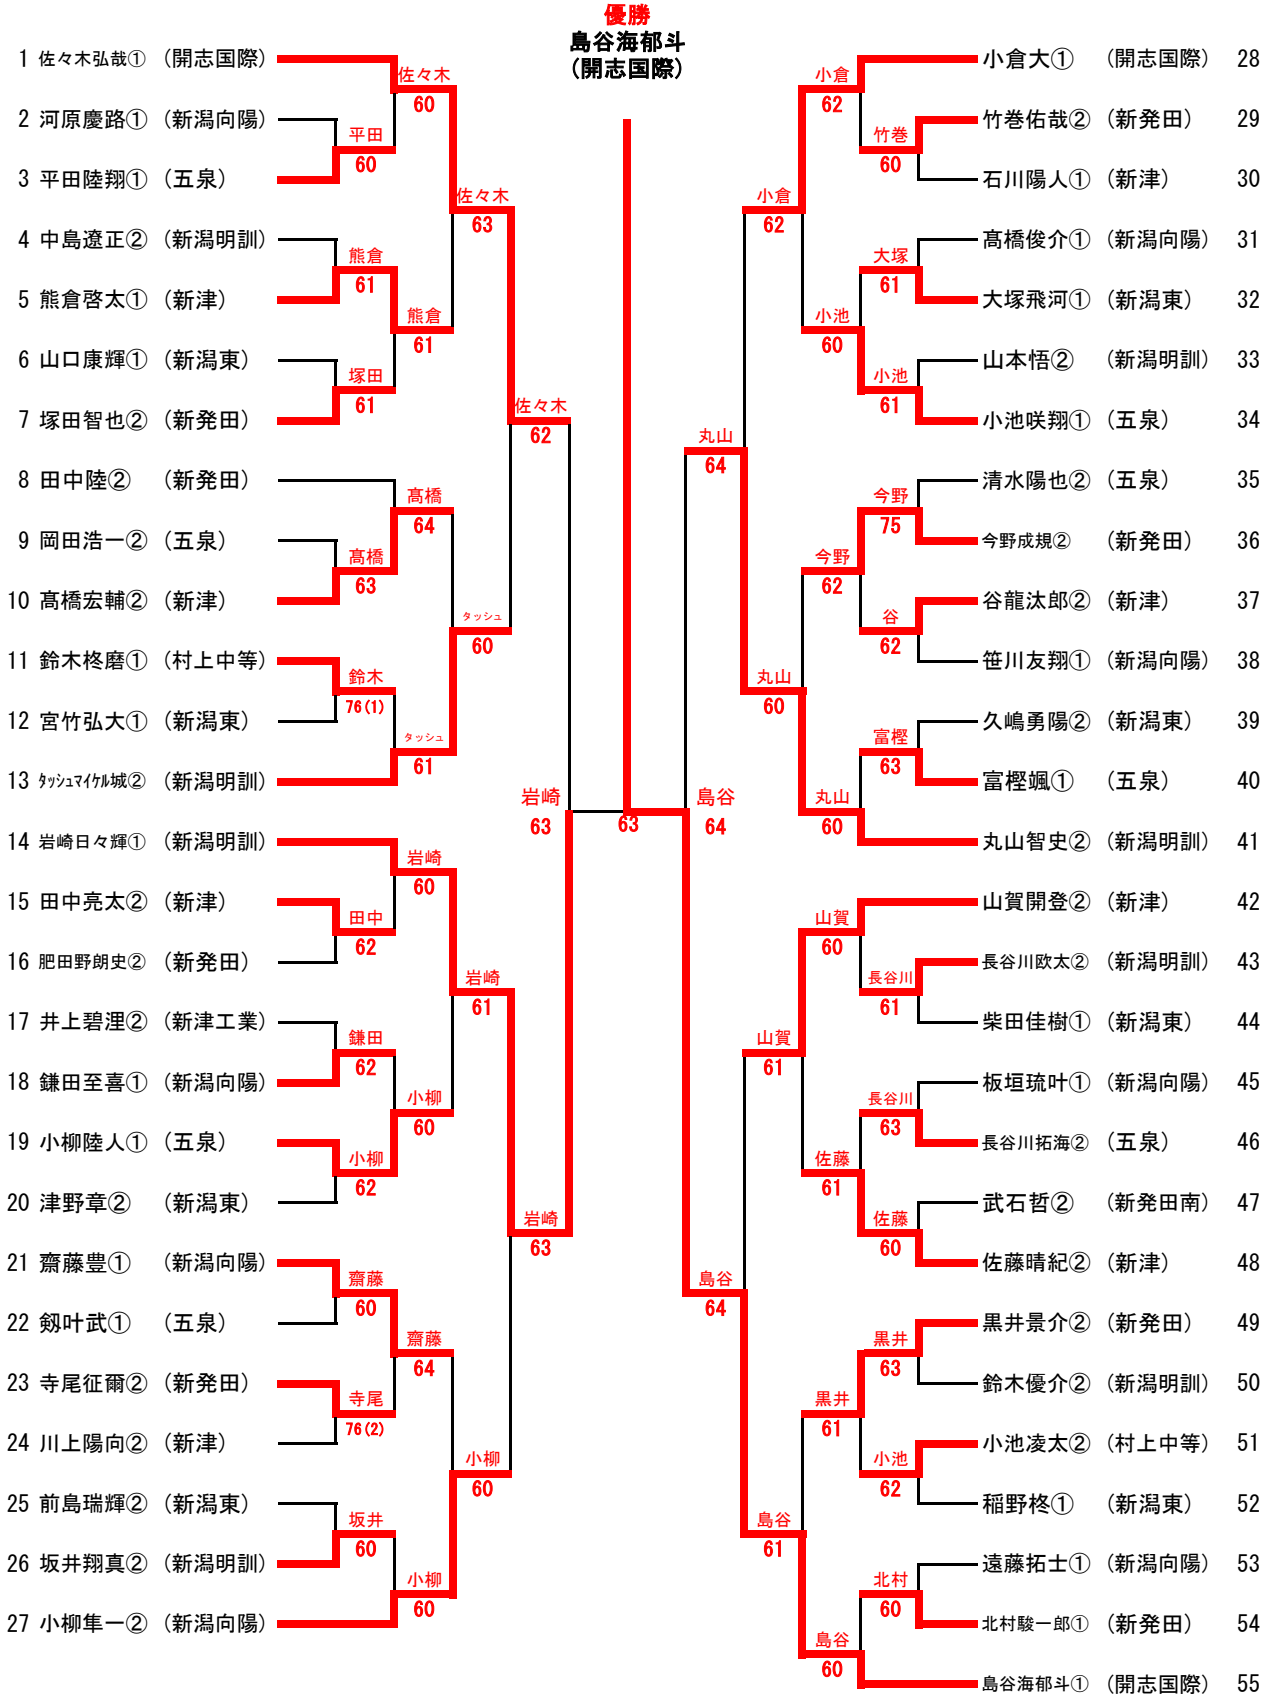 優勝
島谷海郁斗
(開志国際)
1 佐々木弘哉① (開志国際)
2 河原慶路① (新潟向陽)
3 平田陸翔① (五泉)
4 中島遼正② (新潟明訓)
5 熊倉啓太① (新津)
6 山口康輝① (新潟東)
7 塚田智也② (新発田)
8 田中陸② (新発田)
9 岡田浩一② (五泉)
10 髙橋宏輔② (新津)
11 鈴木柊磨① (村上中等)
12 宮竹弘大① (新潟東)
13 タッシュマイケル城② (新潟明訓)
14 岩崎日々輝① (新潟明訓)
15 田中亮太② (新津)
16 肥田野朗史② (新発田)
17 井上碧浬② (新津工業)
18 鎌田至喜① (新潟向陽)
19 小柳陸人① (五泉)
20 津野章② (新潟東)
21 齋藤豊① (新潟向陽)
22 剱叶武① (五泉)
23 寺尾征爾② (新発田)
24 川上陽向② (新津)
25 前島瑞輝② (新潟東)
26 坂井翔真② (新潟明訓)
27 小柳隼一② (新潟向陽)
平田
60
熊倉
61
塚田
61
髙橋
63
鈴木
76(1)
田中
62
鎌田
62
小柳
62
齋藤
60
寺尾
76(2)
坂井
60
佐々木
60
熊倉
61
髙橋
64
タッシュ
61
岩崎
60
小柳
60
齋藤
64
小柳
60
佐々木
63
タッシュ
60
岩崎
61
小柳
60
佐々木
62
岩崎
63
岩崎
63
63
島谷
64
丸山
64
島谷
64
小倉
62
丸山
60
山賀
61
島谷
61
小倉
62
小池
60
今野
62
丸山
60
山賀
60
佐藤
61
黒井
61
島谷
60
竹巻
60
大塚
61
小池
61
今野
75
谷
62
富樫
63
長谷川
61
長谷川
63
佐藤
60
黒井
63
小池
62
北村
60
小倉大① (開志国際) 28
竹巻佑哉② (新発田) 29
石川陽人① (新津) 30
髙橋俊介① (新潟向陽) 31
大塚飛河① (新潟東) 32
山本悟② (新潟明訓) 33
小池咲翔① (五泉) 34
清水陽也② (五泉) 35
今野成規② (新発田) 36
谷龍汰郎② (新津) 37
笹川友翔① (新潟向陽) 38
久嶋勇陽② (新潟東) 39
富樫颯① (五泉) 40
丸山智史② (新潟明訓) 41
山賀開登② (新津) 42
長谷川欧太② (新潟明訓) 43
柴田佳樹① (新潟東) 44
板垣琉叶① (新潟向陽) 45
長谷川拓海② (五泉) 46
武石哲② (新発田南) 47
佐藤晴紀② (新津) 48
黒井景介② (新発田) 49
鈴木優介② (新潟明訓) 50
小池凌太② (村上中等) 51
稲野柊① (新潟東) 52
遠藤拓士① (新潟向陽) 53
北村駿一郎① (新発田) 54
島谷海郁斗① (開志国際) 55